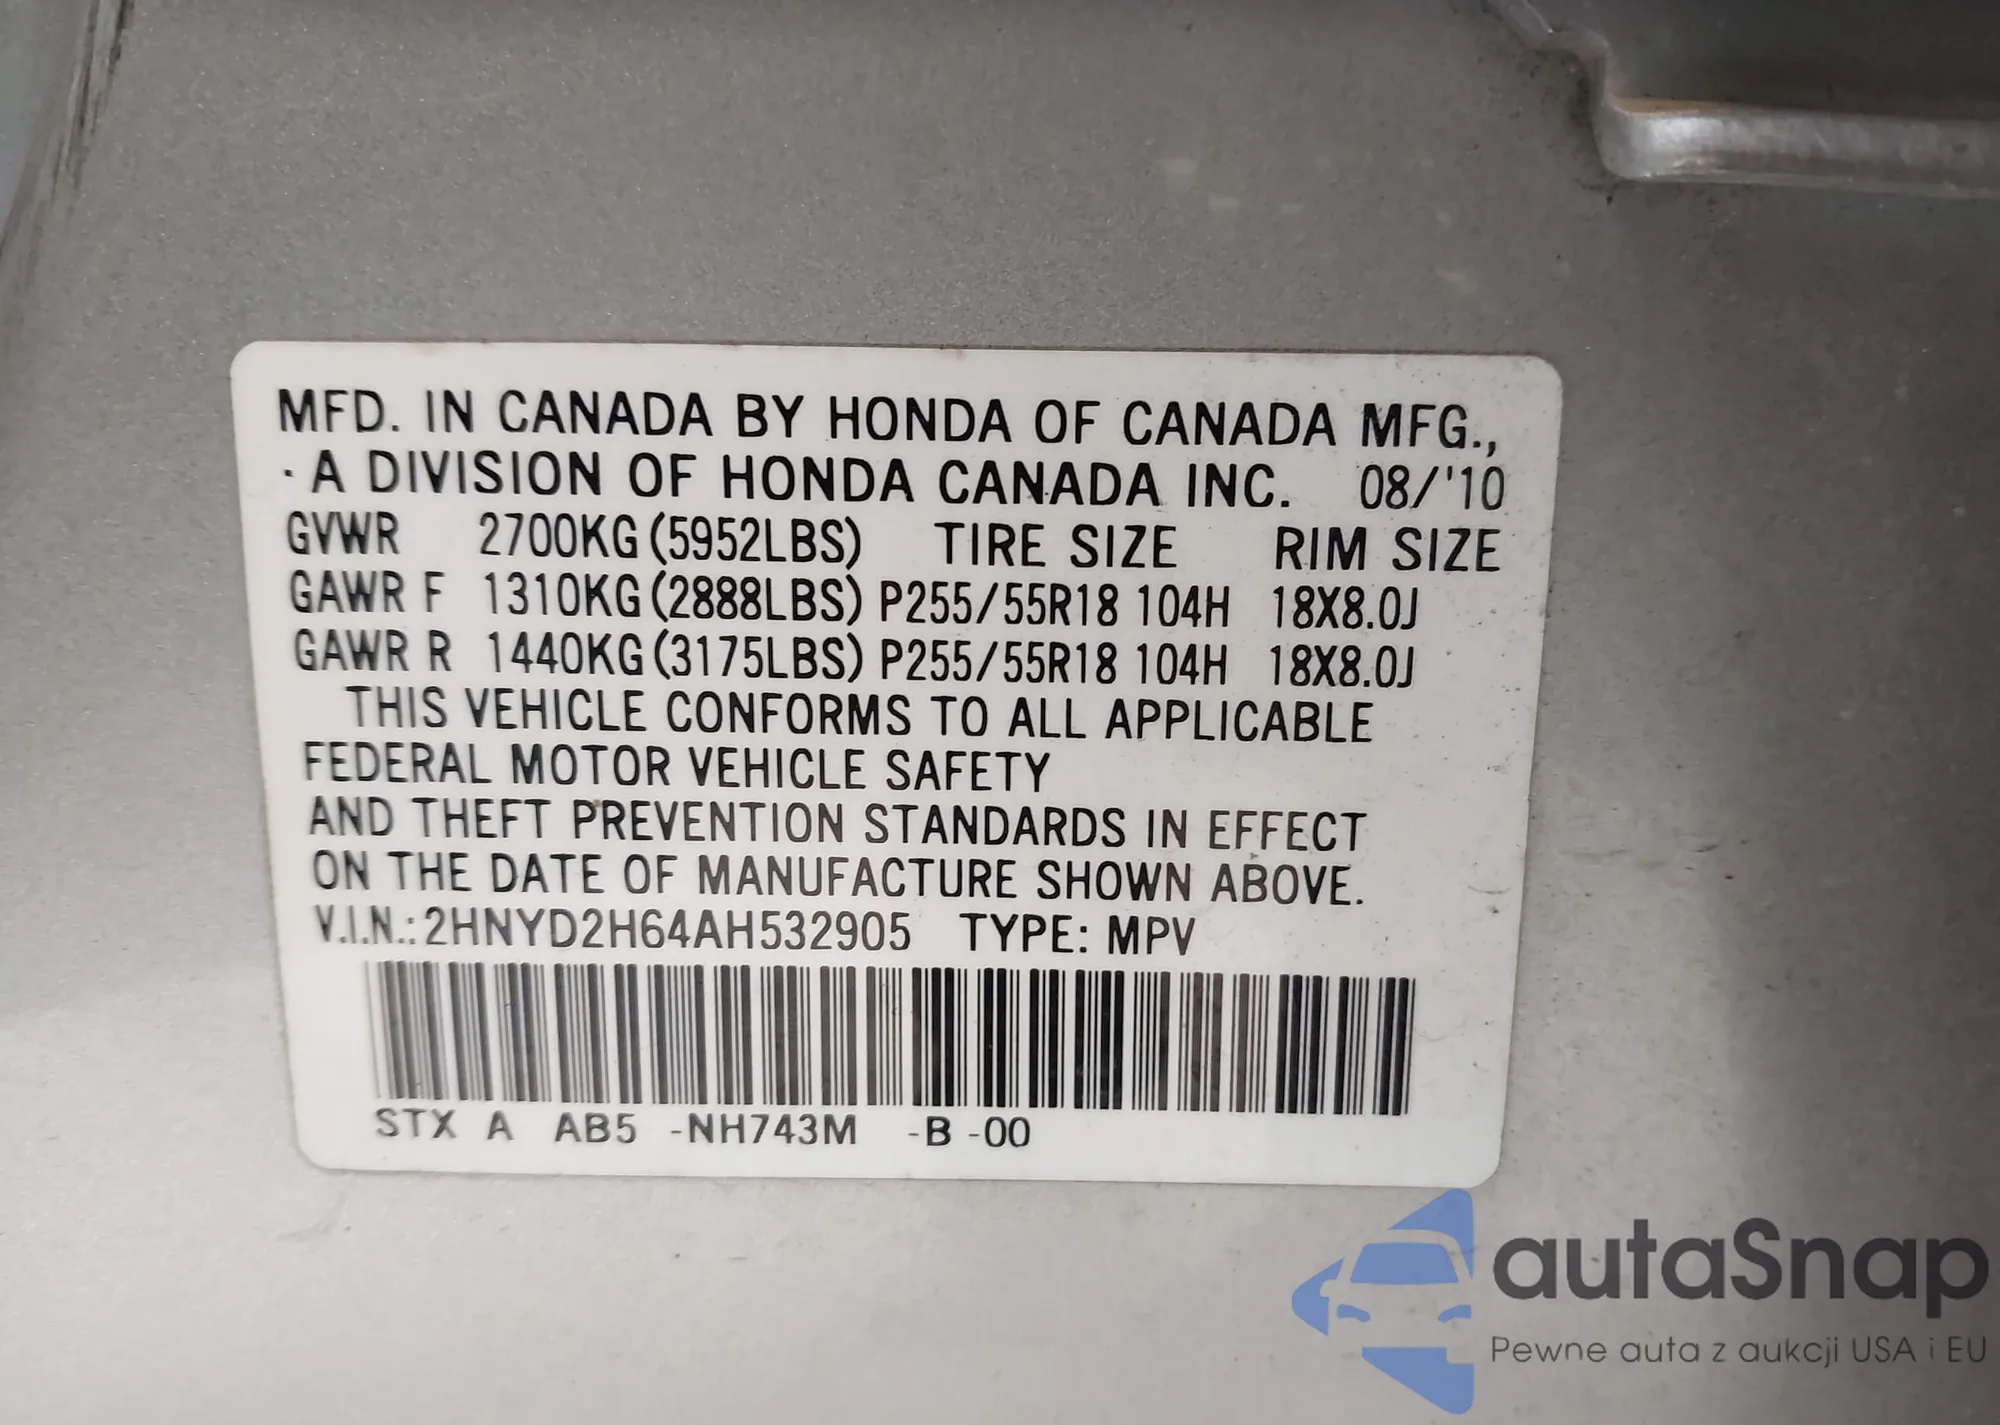 MFD. IN CANADA BY HONDA OF CANADA MFG.,
A DIVISION OF HONDA CANADA INC. 08/'10
GVWR 2700KG (5952LBS) TIRE SIZE RIM SIZE
GAWR F 1310KG (2888LBS) P255/55R18 104H 18X8.0J
GAWR R 1440KG (3175LBS) P255/55R18 104H 18X8.0J
THIS VEHICLE CONFORMS TO ALL APPLICABLE
FEDERAL MOTOR VEHICLE SAFETY
AND THEFT PREVENTION STANDARDS IN EFFECT
ON THE DATE OF MANUFACTURE SHOWN ABOVE.
V.I.N.: 2HNYD2H64AH532905 TYPE: MPV
STX A AB5 -NH743M -B -00
autaSnap
Pewne auta z aukcji USA i EU